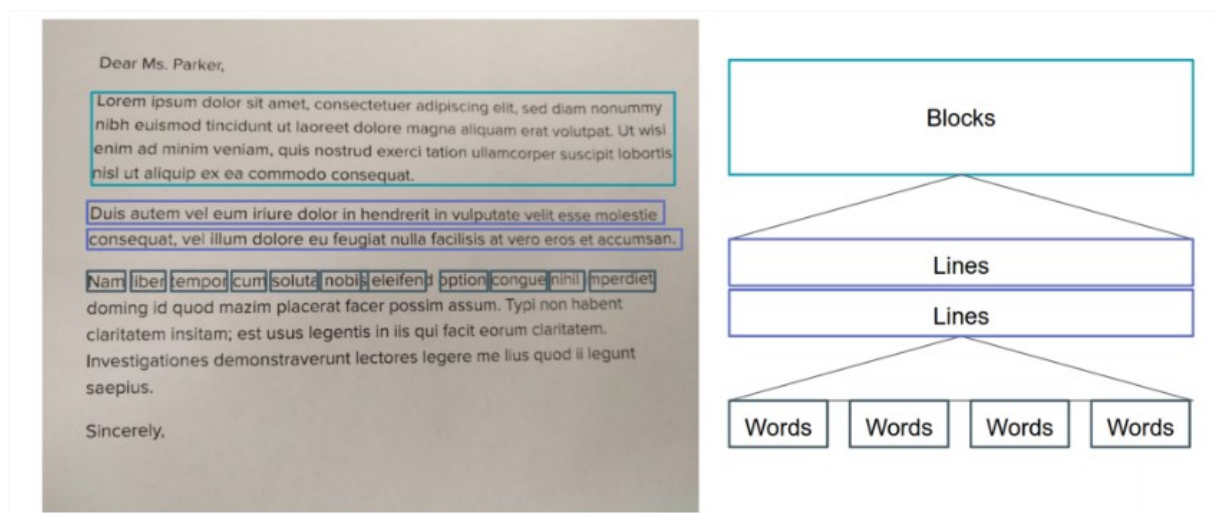 Dear Ms. Parker,
Lorem ipsum dolor sit amet, consectetuer adipiscing elit, sed diam nonummy
nibh euismod tincidunt ut laoreet dolore magna aliquam erat volutpat. Ut wisi
enim ad minim veniam, quis nostrud exerci tation ullamcorper suscipit lobortis
nisl ut aliquip ex ea commodo consequat.
Duis autem vel eum iriure dolor in hendrerit in vulputate velit esse molestie
consequat, vel illum dolore eu feugiat nulla facilisis at vero eros et accumsan.
Nam liber tempor cum soluta nobis eleifend option congue nihil imperdiet
doming id quod mazim placerat facer possim assum. Typi non habent
claritatem insitam; est usus legentis in iis qui facit eorum claritatem.
Investigationes demonstraverunt lectores legere me lius quod ii legunt
saepius.
Sincerely,
Blocks
Lines
Lines
Words Words Words Words